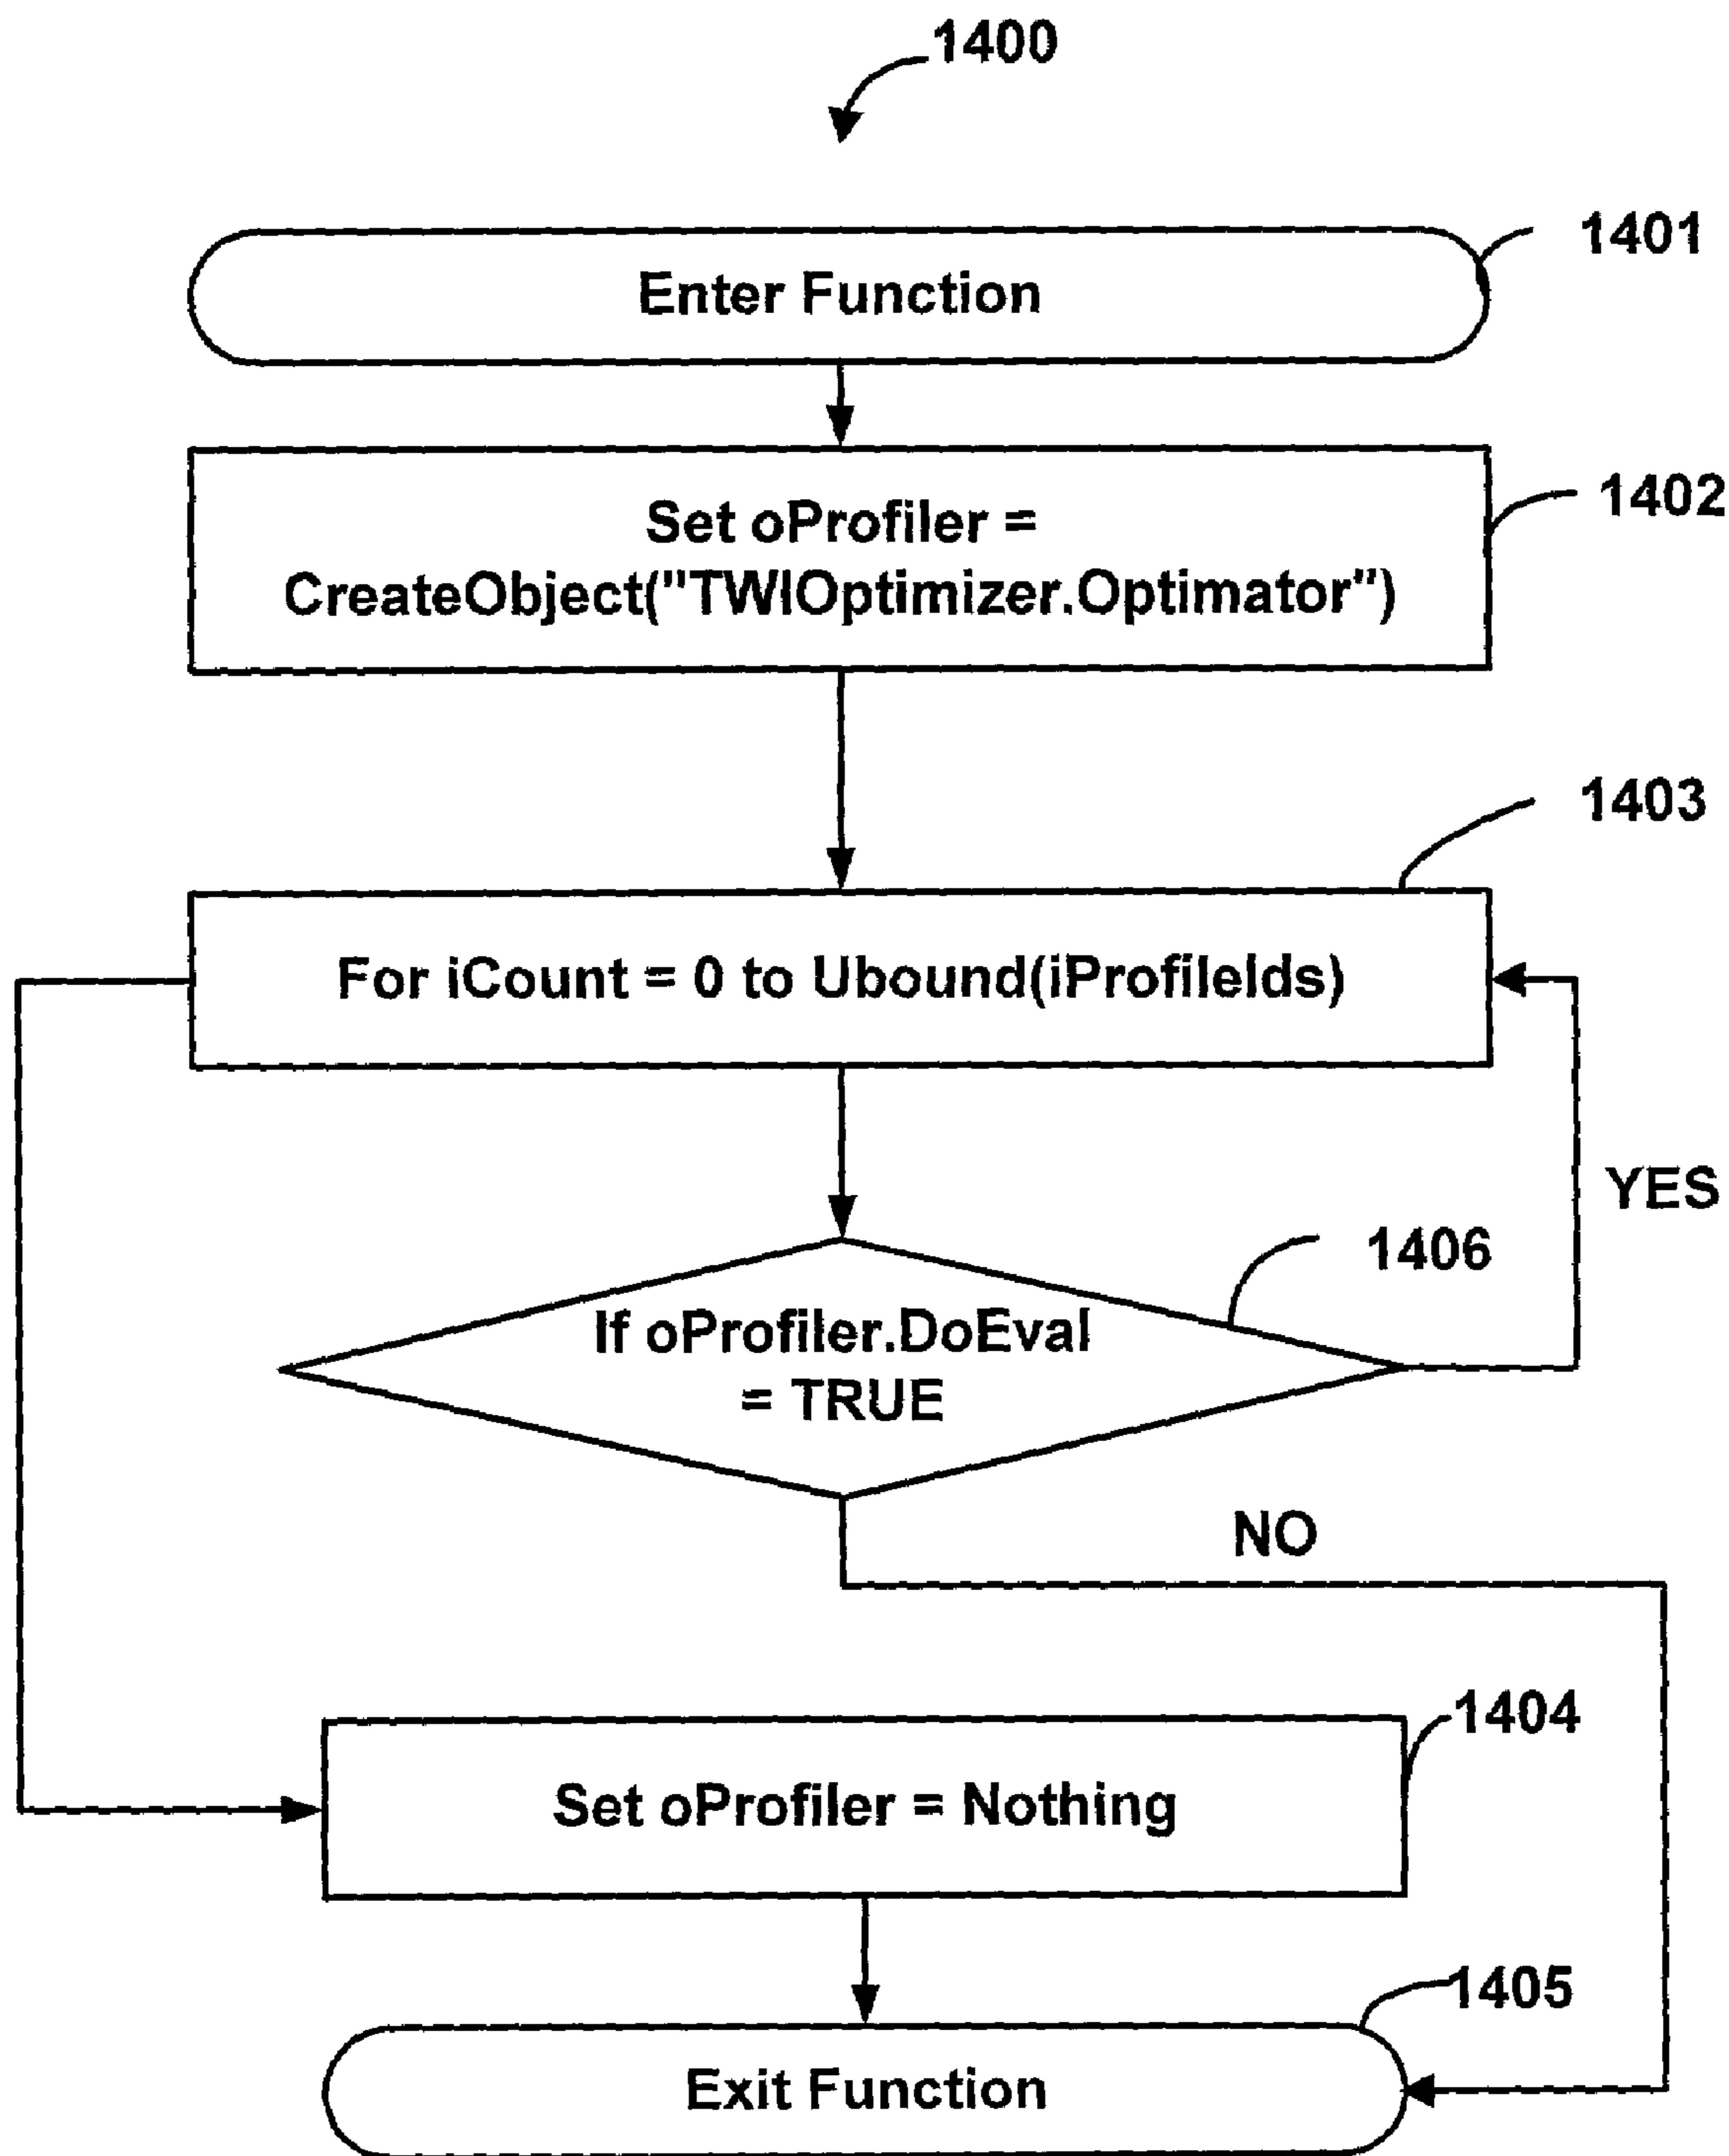 1400
1401
Enter Function
1402
Set oProfiler =
CreateObject("TWIOptimizer.Optimator")
1403
For iCount = 0 to Ubound(iProfileIds)
YES
1406
If oProfiler.DoEval
= TRUE
NO
1404
Set oProfiler = Nothing
1405
Exit Function